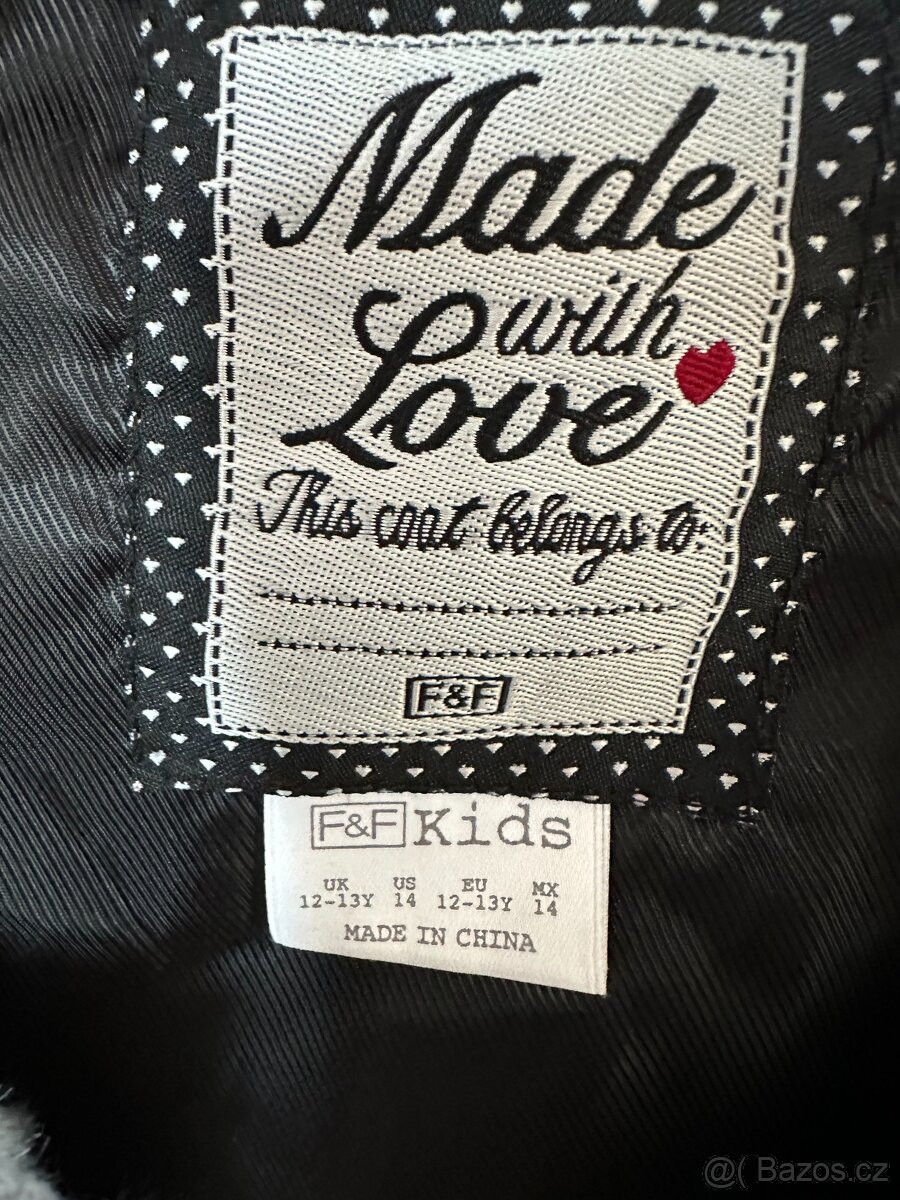 Made
with
Love
This coat belongs to:
F&F
F&F Kids
UK US EU MX
12-13Y 14 12-13Y 14
MADE IN CHINA
@( Bazos.cz